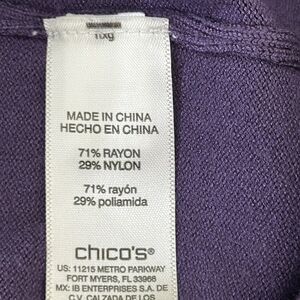 MADE IN CHINA
HECHO EN CHINA
71% RAYON
29% NYLON
71% rayón
29% poliamida
chico's®
US: 11215 METRO PARKWAY
FORT MYERS, FL 33966
MX: IB ENTERPRISES S.A. DE
C.V. CALZADA DE LOS